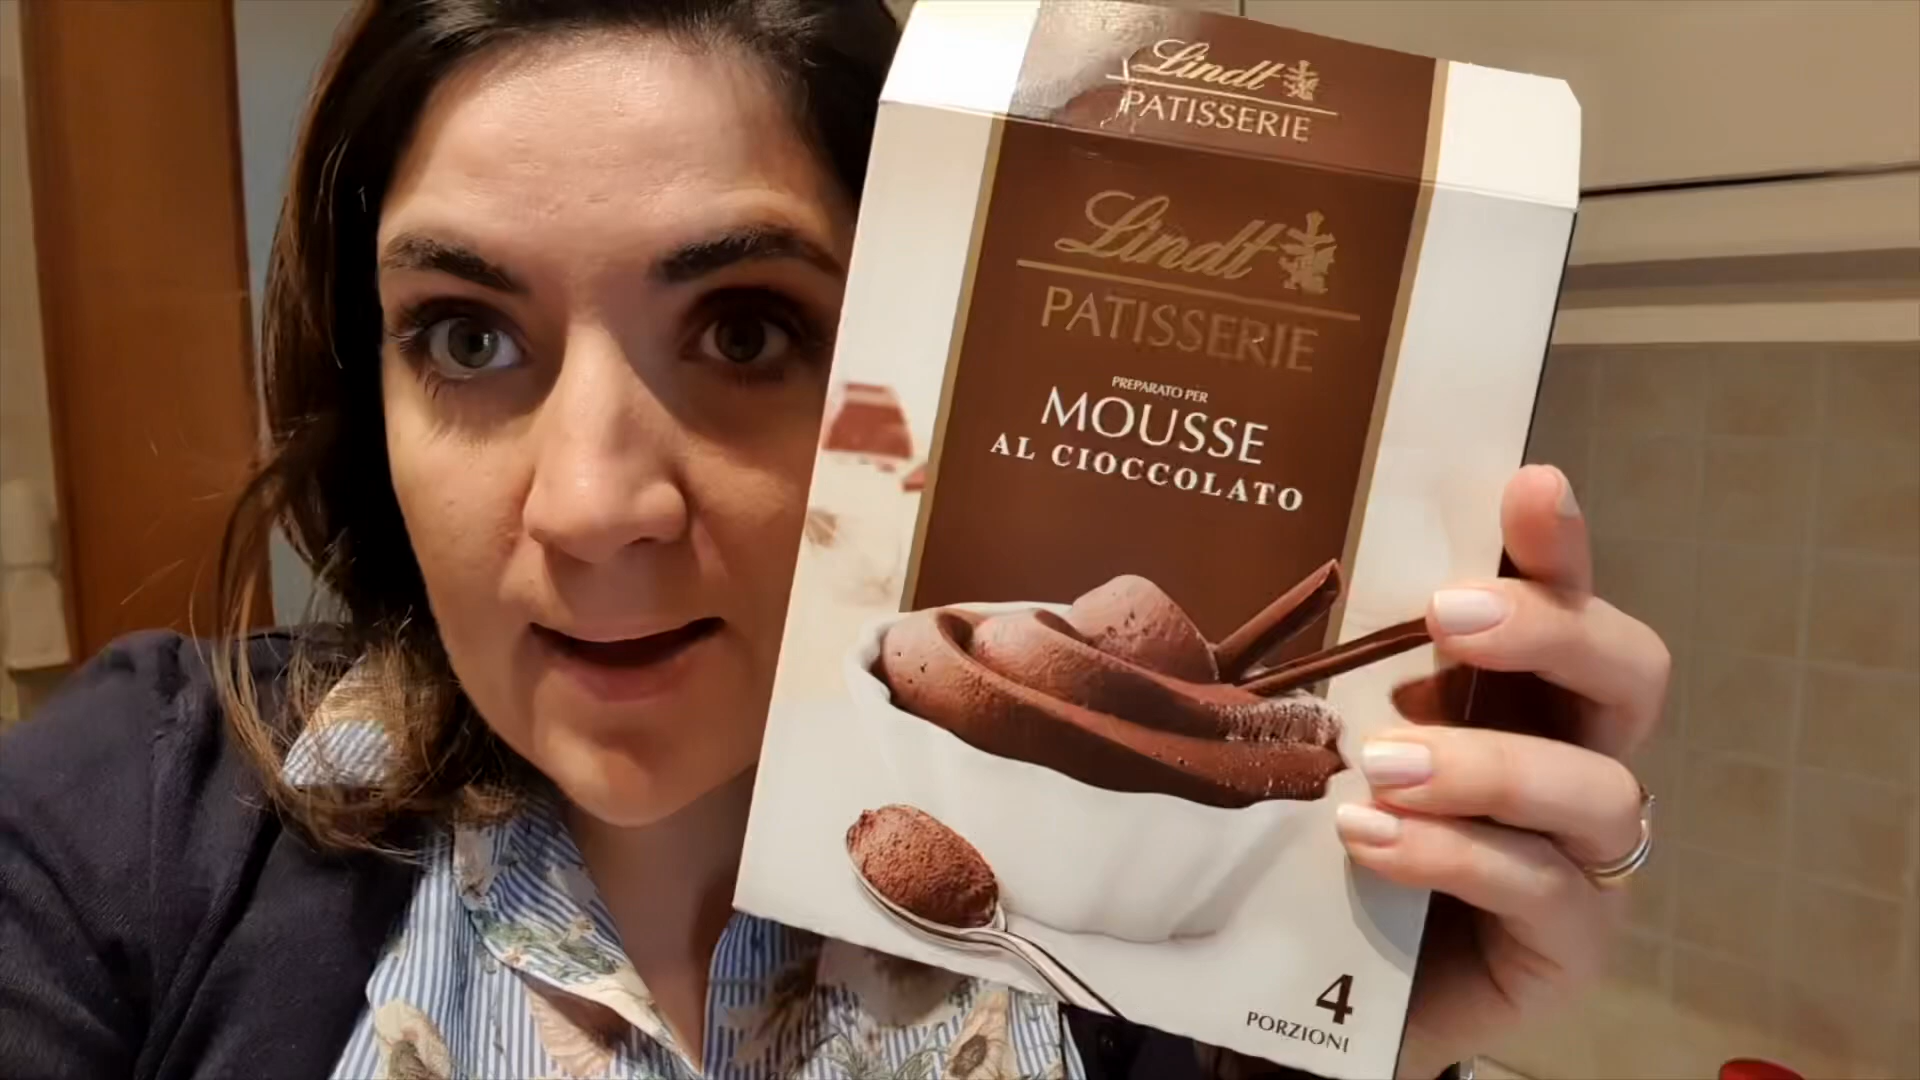 Lindt
PATISSERIE
Lindt
PATISSERIE
PREPARATO PER
MOUSSE
AL CIOCCOLATO
4
PORZIONI